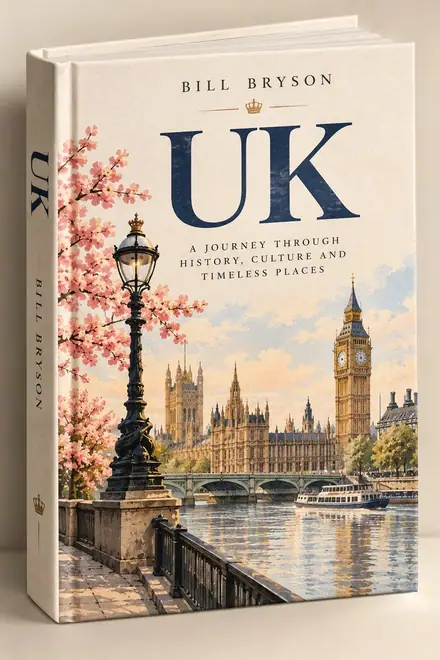 BILL BRYSON
UK
A JOURNEY THROUGH
HISTORY, CULTURE AND
TIMELESS PLACES
UK
BILL BRYSON